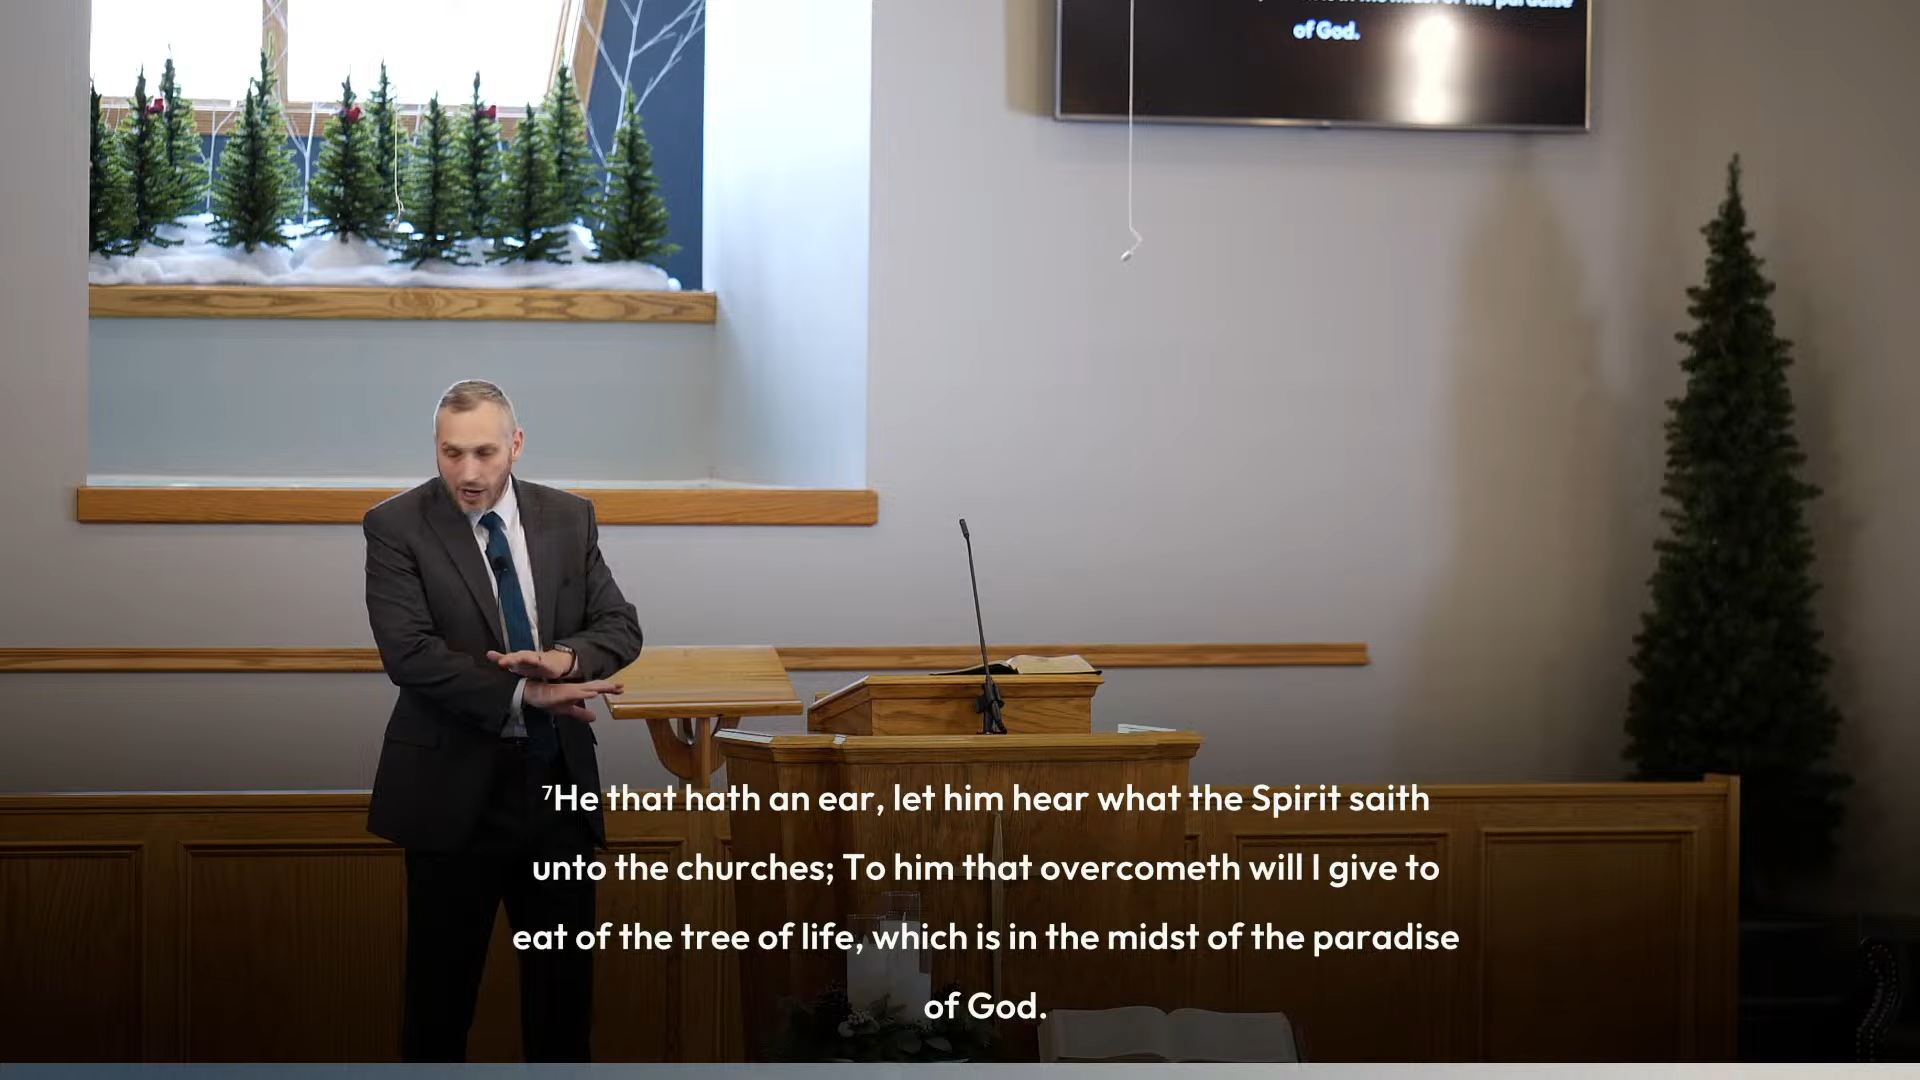 of God.
⁷He that hath an ear, let him hear what the Spirit saith
unto the churches; To him that overcometh will I give to
eat of the tree of life, which is in the midst of the paradise
of God.